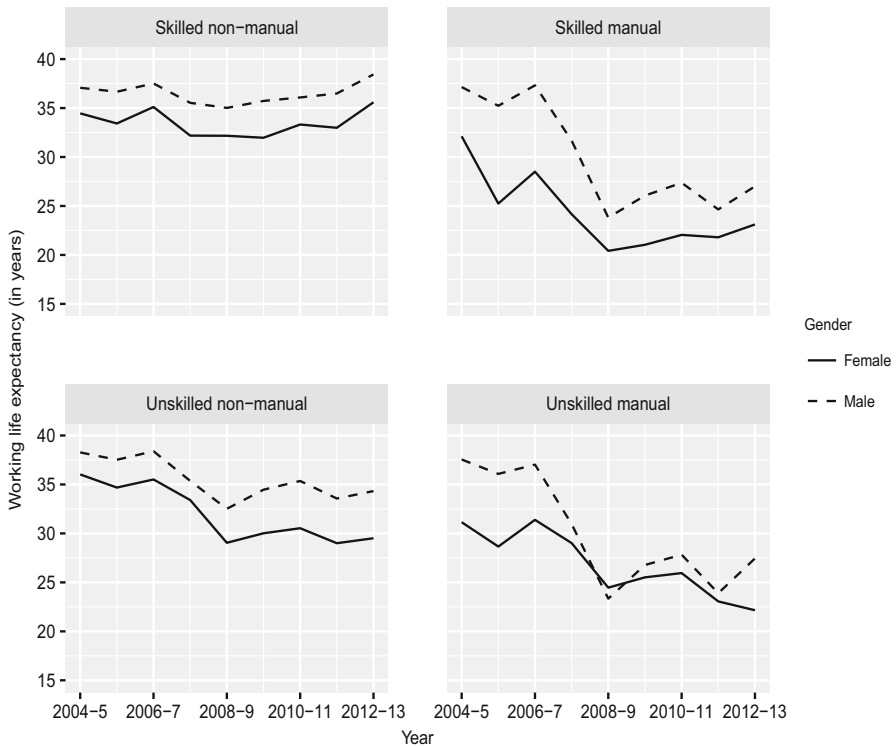 Skilled non−manual
Skilled manual
40
35
30
25
20
15
Working life expectancy (in years)
Gender
Female
Male
Unskilled non−manual
Unskilled manual
40
35
30
25
20
15
2004−5 2006−7 2008−9 2010−11 2012−13
2004−5 2006−7 2008−9 2010−11 2012−13
Year